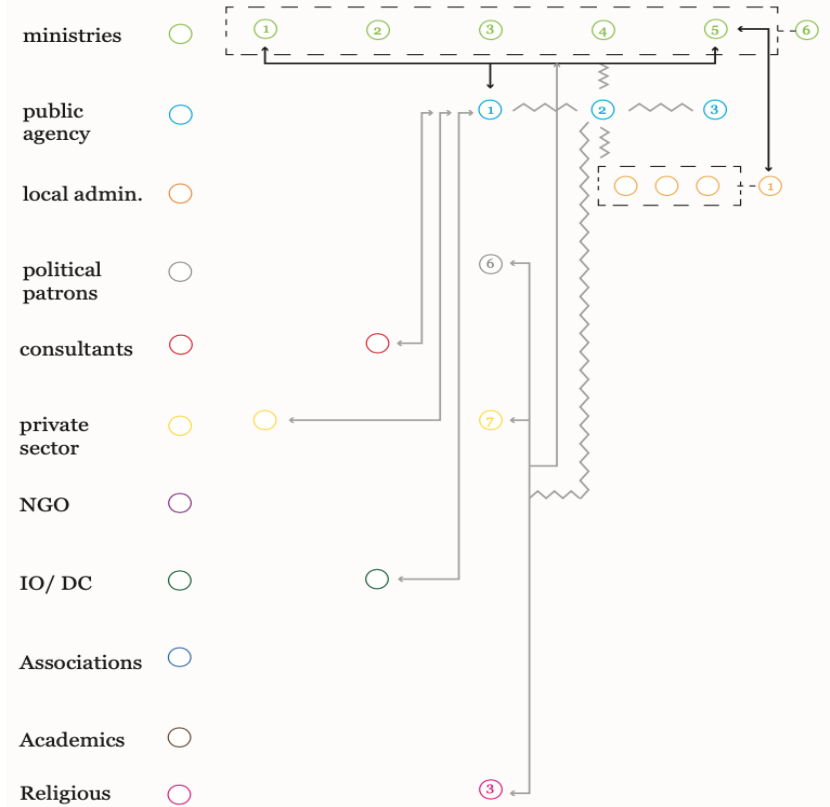 ministries 1 2 3 4 5 6
public
agency
1 2 3
local admin. 1
political
patrons
6
consultants
private
sector
7
NGO
IO/ DC
Associations
Academics
Religious 3